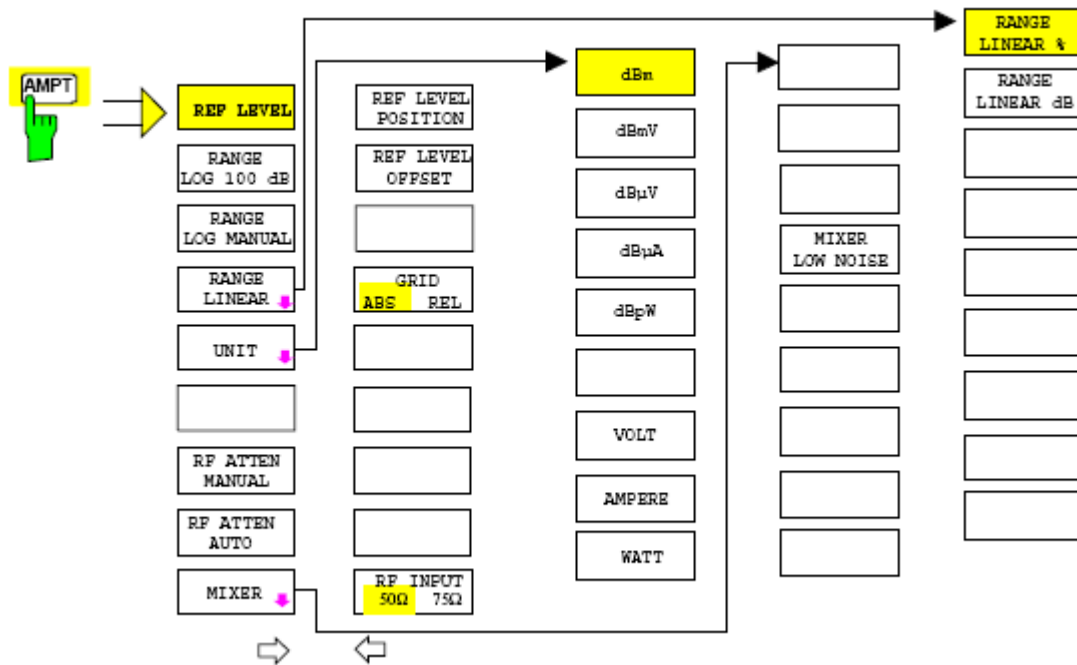 AMPT
REF LEVEL
RANGE
LOG 100 dB
RANGE
LOG MANUAL
RANGE
LINEAR
UNIT
RF ATTEN
MANUAL
RF ATTEN
AUTO
MIXER
REF LEVEL
POSITION
REF LEVEL
OFFSET
GRID
ABS REL
RF INPUT
50Ω 75Ω
dBm
dBmV
dBµV
dBµA
dBpW
VOLT
AMPERE
WATT
MIXER
LOW NOISE
RANGE
LINEAR %
RANGE
LINEAR dB